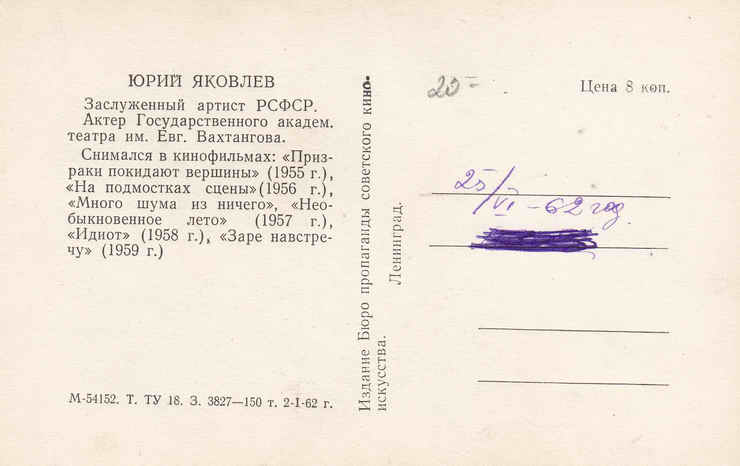 ЮРИЙ ЯКОВЛЕВ
Заслуженный артист РСФСР.
Актер Государственного академ.
театра им. Евг. Вахтангова.
Снимался в кинофильмах: «Приз-
раки покидают вершины» (1955 г.),
«На подмостках сцены» (1956 г.),
«Много шума из ничего», «Нео-
быкновенное лето» (1957 г.),
«Идиот» (1958 г.), «Заре навстре-
чу» (1959 г.)
М-54152. Т. ТУ 18. З. 3827—150 т. 2-I-62 г.
Издание Бюро пропаганды советского кино-
искусства.
Ленинград.
20-
Цена 8 коп.
25/VI - 62 год